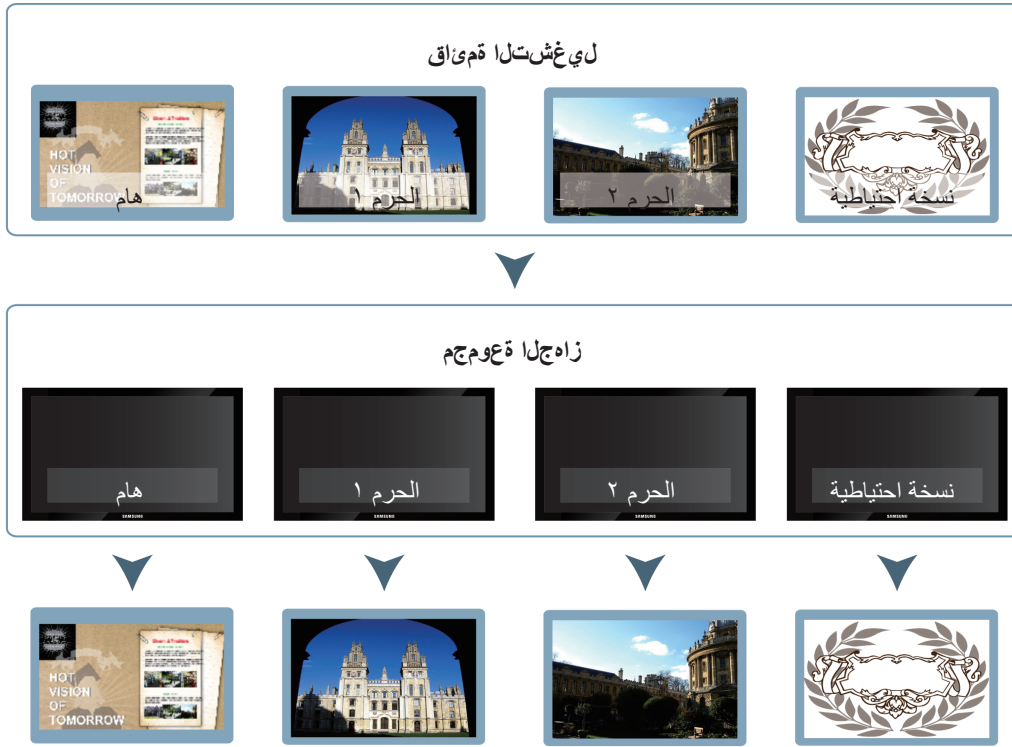 ليغشتلا ةمئاق
HOT
VISION
OF
TOMORROW
هام
الحرم ١
الحرم ٢
نسخة احتياطية
زاهجلا ةعومجم
هام
SAMSUNG
الحرم ١
SAMSUNG
الحرم ٢
SAMSUNG
نسخة احتياطية
SAMSUNG
HOT
VISION
OF
TOMORROW